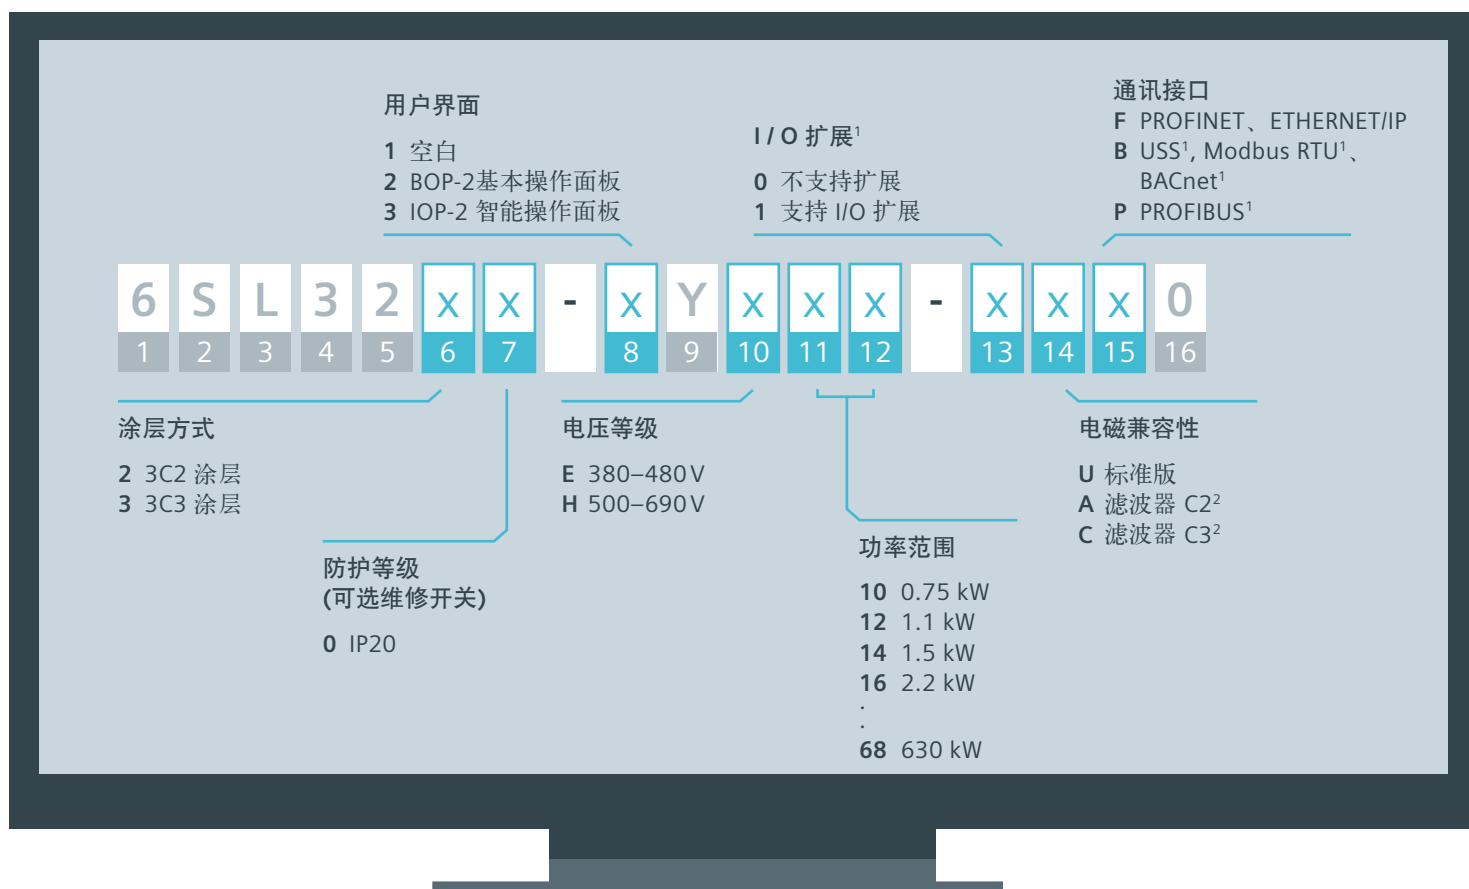 用户界面
1 空白
2 BOP-2基本操作面板
3 IOP-2 智能操作面板
I / O 扩展¹
0 不支持扩展
1 支持 I/O 扩展
通讯接口
F PROFINET、ETHERNET/IP
B USS¹, Modbus RTU¹、
BACnet¹
P PROFIBUS¹
6 S L 3 2 x x - x Y x x x - x x x 0
1 2 3 4 5 6 7 8 9 10 11 12 13 14 15 16
涂层方式
2 3C2 涂层
3 3C3 涂层
防护等级
(可选维修开关)
0 IP20
电压等级
E 380–480 V
H 500–690 V
功率范围
10 0.75 kW
12 1.1 kW
14 1.5 kW
16 2.2 kW
.
.
68 630 kW
电磁兼容性
U 标准版
A 滤波器 C2²
C 滤波器 C3²